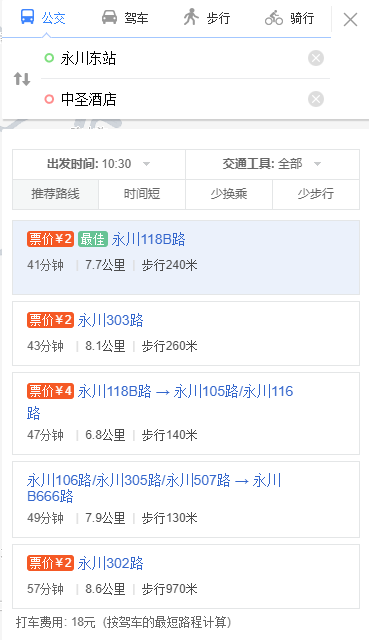 公交 驾车 步行 骑行
永川东站
中圣酒店
出发时间: 10:30 交通工具: 全部
推荐路线 时间短 少换乘 少步行
票价¥2 最佳 永川118B路
41分钟 | 7.7公里 | 步行240米
票价¥2 永川303路
43分钟 | 8.1公里 | 步行260米
票价¥4 永川118B路 → 永川105路/永川116
路
47分钟 | 6.8公里 | 步行140米
永川106路/永川305路/永川507路 → 永川
B666路
49分钟 | 7.9公里 | 步行130米
票价¥2 永川302路
57分钟 | 8.6公里 | 步行970米
打车费用: 18元（按驾车的最短路程计算）